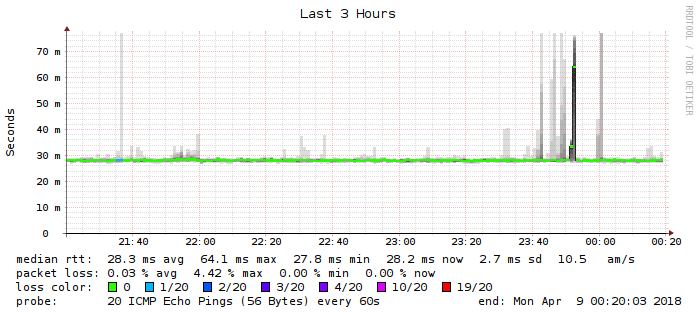 Last 3 Hours
RRDTOOL / TOBI OETIKER
Seconds
70 m
60 m
50 m
40 m
30 m
20 m
10 m
0
21:40 22:00 22:20 22:40 23:00 23:20 23:40 00:00 00:20
median rtt: 28.3 ms avg 64.1 ms max 27.8 ms min 28.2 ms now 2.7 ms sd 10.5 am/s
packet loss: 0.03 % avg 4.42 % max 0.00 % min 0.00 % now
loss color: 0 1/20 2/20 3/20 4/20 10/20 19/20
probe: 20 ICMP Echo Pings (56 Bytes) every 60s end: Mon Apr 9 00:20:03 2018